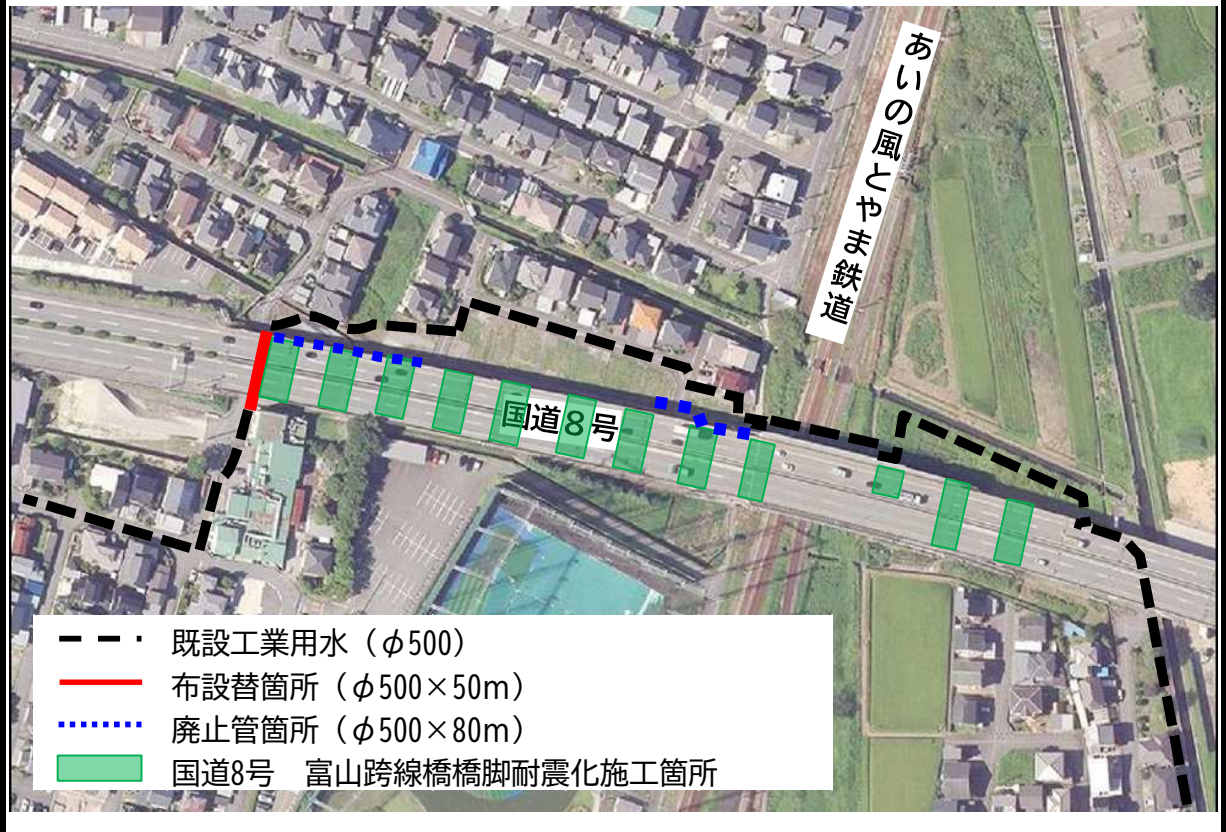 あいの風とやま鉄道
国道8号
既設工業用水（φ500）
布設替箇所（φ500×50m）
廃止管箇所（φ500×80m）
国道8号　富山跨線橋橋脚耐震化施工箇所